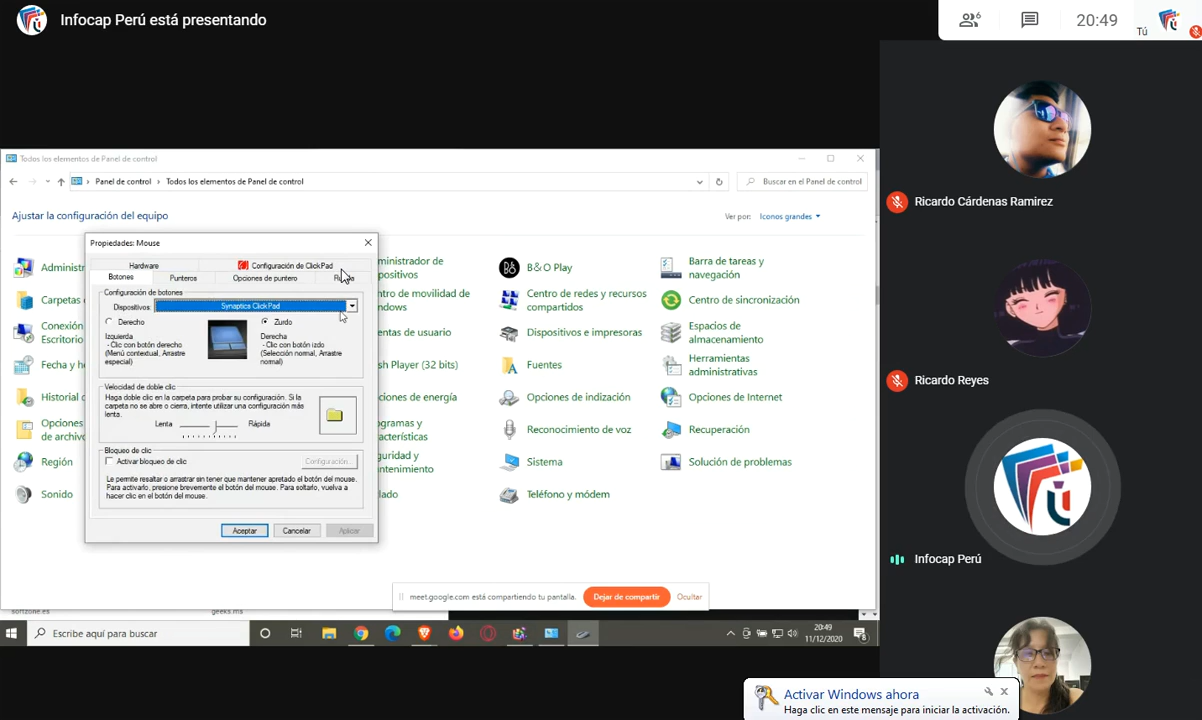 Infocap Perú está presentando
6
20:49
Tú
Todos los elementos de Panel de control
Panel de control › Todos los elementos de Panel de control
Buscar en el Panel de control
Ajustar la configuración del equipo
Ver por: Iconos grandes
Propiedades: Mouse
Hardware
Configuración de ClickPad
Botones
Punteros
Opciones de puntero
Configuración de botones
Dispositivos:
Synaptics ClickPad
Derecho
Zurdo
Izquierda
- Clic con botón derecho
(Menú contextual, Arrastre
especial)
Derecha
- Clic con botón izdo
(Selección normal, Arrastre
normal)
Velocidad de doble clic
Haga doble clic en la carpeta para probar su configuración. Si la
carpeta no se abre o cierra, intente utilizar una configuración más
lenta.
Lenta
Rápida
Bloqueo de clic
Activar bloqueo de clic
Configuración...
Le permite resaltar o arrastrar sin tener que mantener apretado el botón del mouse.
Para activarlo, presione brevemente el botón del mouse. Para soltarlo, vuelva a
hacer clic en el botón del mouse.
Aceptar
Cancelar
Aplicar
Administr
Carpetas
Conexión
Escritorio
Fecha y h
Historial
Opciones
de archivo
Región
Sonido
ministrador de
positivos
ntro de movilidad de
ndows
entas de usuario
sh Player (32 bits)
ciones de energía
ogramas y
racterísticas
guridad y
ntenimiento
lado
B&O Play
Centro de redes y recursos
compartidos
Dispositivos e impresoras
Fuentes
Opciones de indización
Reconocimiento de voz
Sistema
Teléfono y módem
Barra de tareas y
navegación
Centro de sincronización
Espacios de
almacenamiento
Herramientas
administrativas
Opciones de Internet
Recuperación
Solución de problemas
meet.google.com está compartiendo tu pantalla.
Dejar de compartir
Ocultar
softzone.es
geeks.ms
Escribe aquí para buscar
20:49
11/12/2020
8
Ricardo Cárdenas Ramirez
Ricardo Reyes
Infocap Perú
Activar Windows ahora
Haga clic en este mensaje para iniciar la activación.